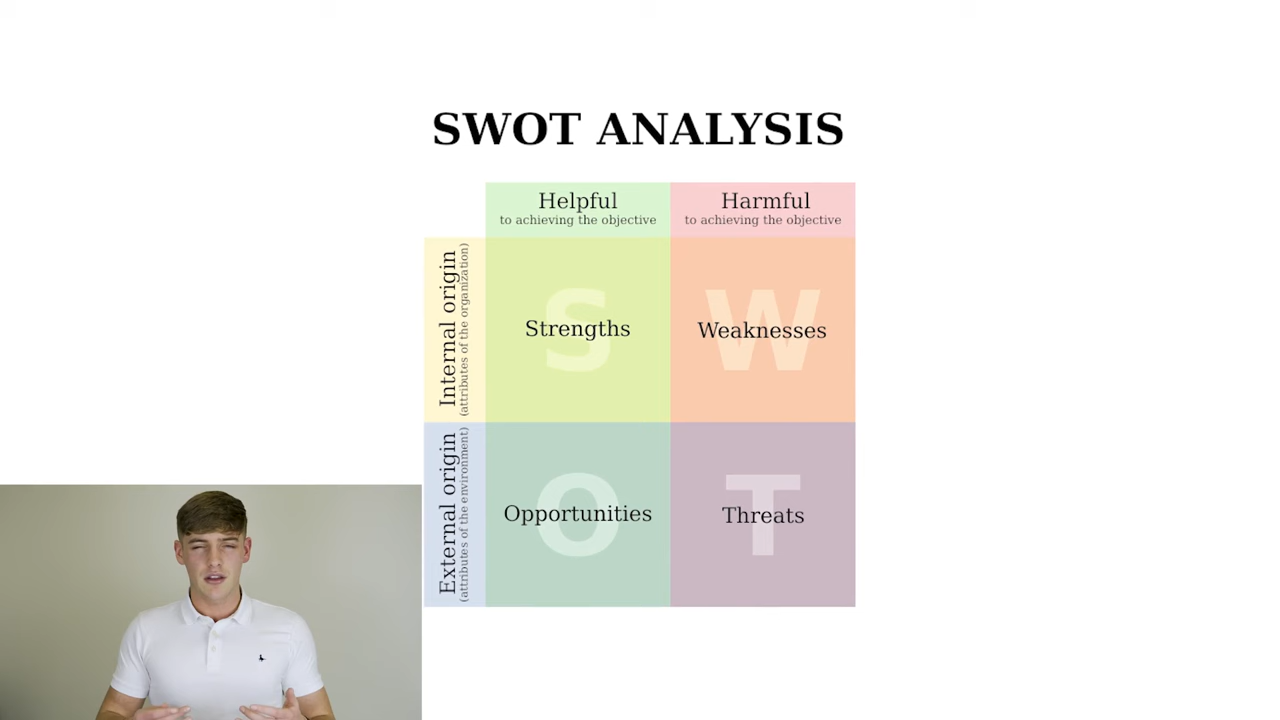 SWOT ANALYSIS
Helpful
to achieving the objective
Harmful
to achieving the objective
Internal origin
(attributes of the organization)
S
Strengths
W
Weaknesses
External origin
(attributes of the environment)
O
Opportunities
T
Threats